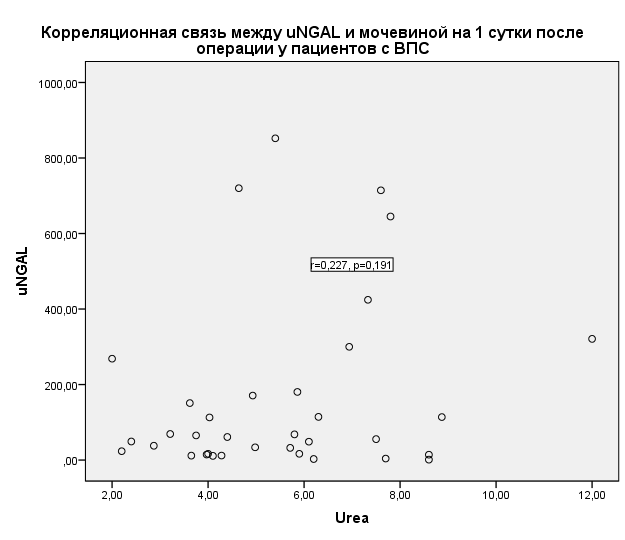 Корреляционная связь между uNGAL и мочевиной на 1 сутки после
операции у пациентов с ВПС
1000,00
800,00
600,00
400,00
200,00
,00
uNGAL
r=0,227, p=0,191
2,00 4,00 6,00 8,00 10,00 12,00
Urea